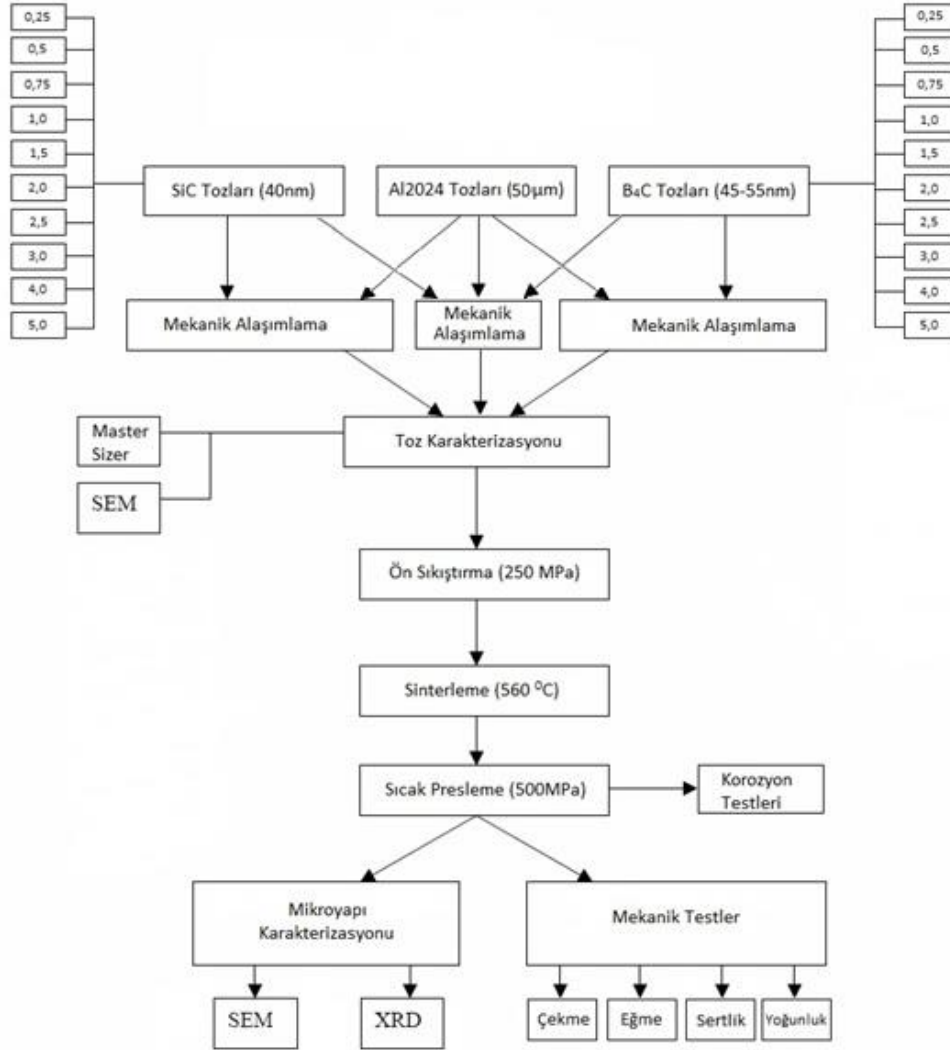 0,25
0,5
0,75
1,0
1,5
2,0
2,5
3,0
4,0
5,0
0,25
0,5
0,75
1,0
1,5
2,0
2,5
3,0
4,0
5,0
SiC Tozları (40nm)
Al2024 Tozları (50µm)
B₄C Tozları (45-55nm)
Mekanik Alaşımlama
Mekanik
Alaşımlama
Mekanik Alaşımlama
Master
Sizer
SEM
Toz Karakterizasyonu
Ön Sıkıştırma (250 MPa)
Sinterleme (560 ⁰C)
Sıcak Presleme (500MPa)
Korozyon
Testleri
Mikroyapı
Karakterizasyonu
Mekanik Testler
SEM
XRD
Çekme
Eğme
Sertlik
Yoğunluk